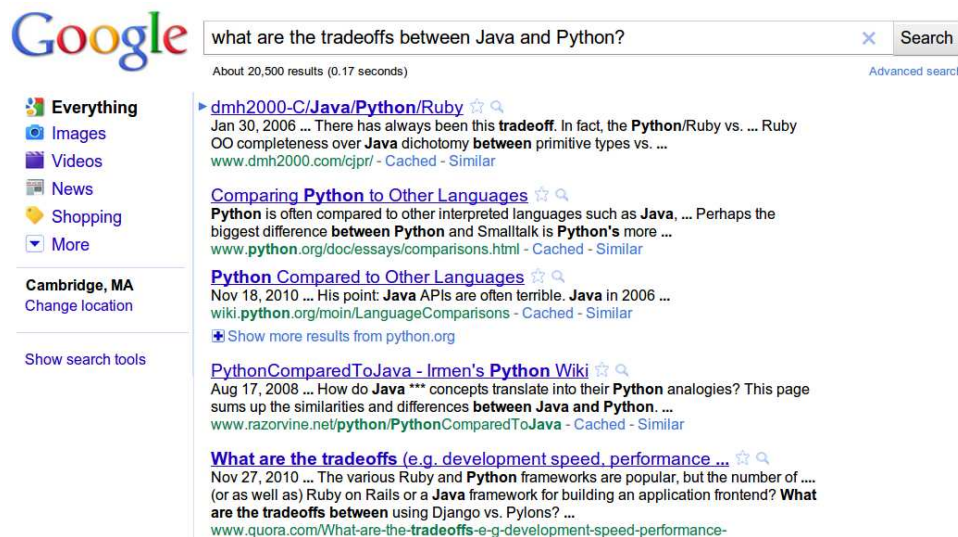 Google
what are the tradeoffs between Java and Python?
×
Search
About 20,500 results (0.17 seconds)
Advanced search
Everything
Images
Videos
News
Shopping
More
Cambridge, MA
Change location
Show search tools
dmh2000-C/Java/Python/Ruby
Jan 30, 2006 ... There has always been this tradeoff. In fact, the Python/Ruby vs. ... Ruby
OO completeness over Java dichotomy between primitive types vs. ...
www.dmh2000.com/cjpr/ - Cached - Similar
Comparing Python to Other Languages
Python is often compared to other interpreted languages such as Java, ... Perhaps the
biggest difference between Python and Smalltalk is Python's more ...
www.python.org/doc/essays/comparisons.html - Cached - Similar
Python Compared to Other Languages
Nov 18, 2010 ... His point: Java APIs are often terrible. Java in 2006 ...
wiki.python.org/moin/LanguageComparisons - Cached - Similar
Show more results from python.org
PythonComparedToJava - Irmen's Python Wiki
Aug 17, 2008 ... How do Java *** concepts translate into their Python analogies? This page
sums up the similarities and differences between Java and Python. ...
www.razorvine.net/python/PythonComparedToJava - Cached - Similar
What are the tradeoffs (e.g. development speed, performance ...
Nov 27, 2010 ... The various Ruby and Python frameworks are popular, but the number of ....
(or as well as) Ruby on Rails or a Java framework for building an application frontend? What
are the tradeoffs between using Django vs. Pylons? ...
www.quora.com/What-are-the-tradeoffs-e-g-development-speed-performance-